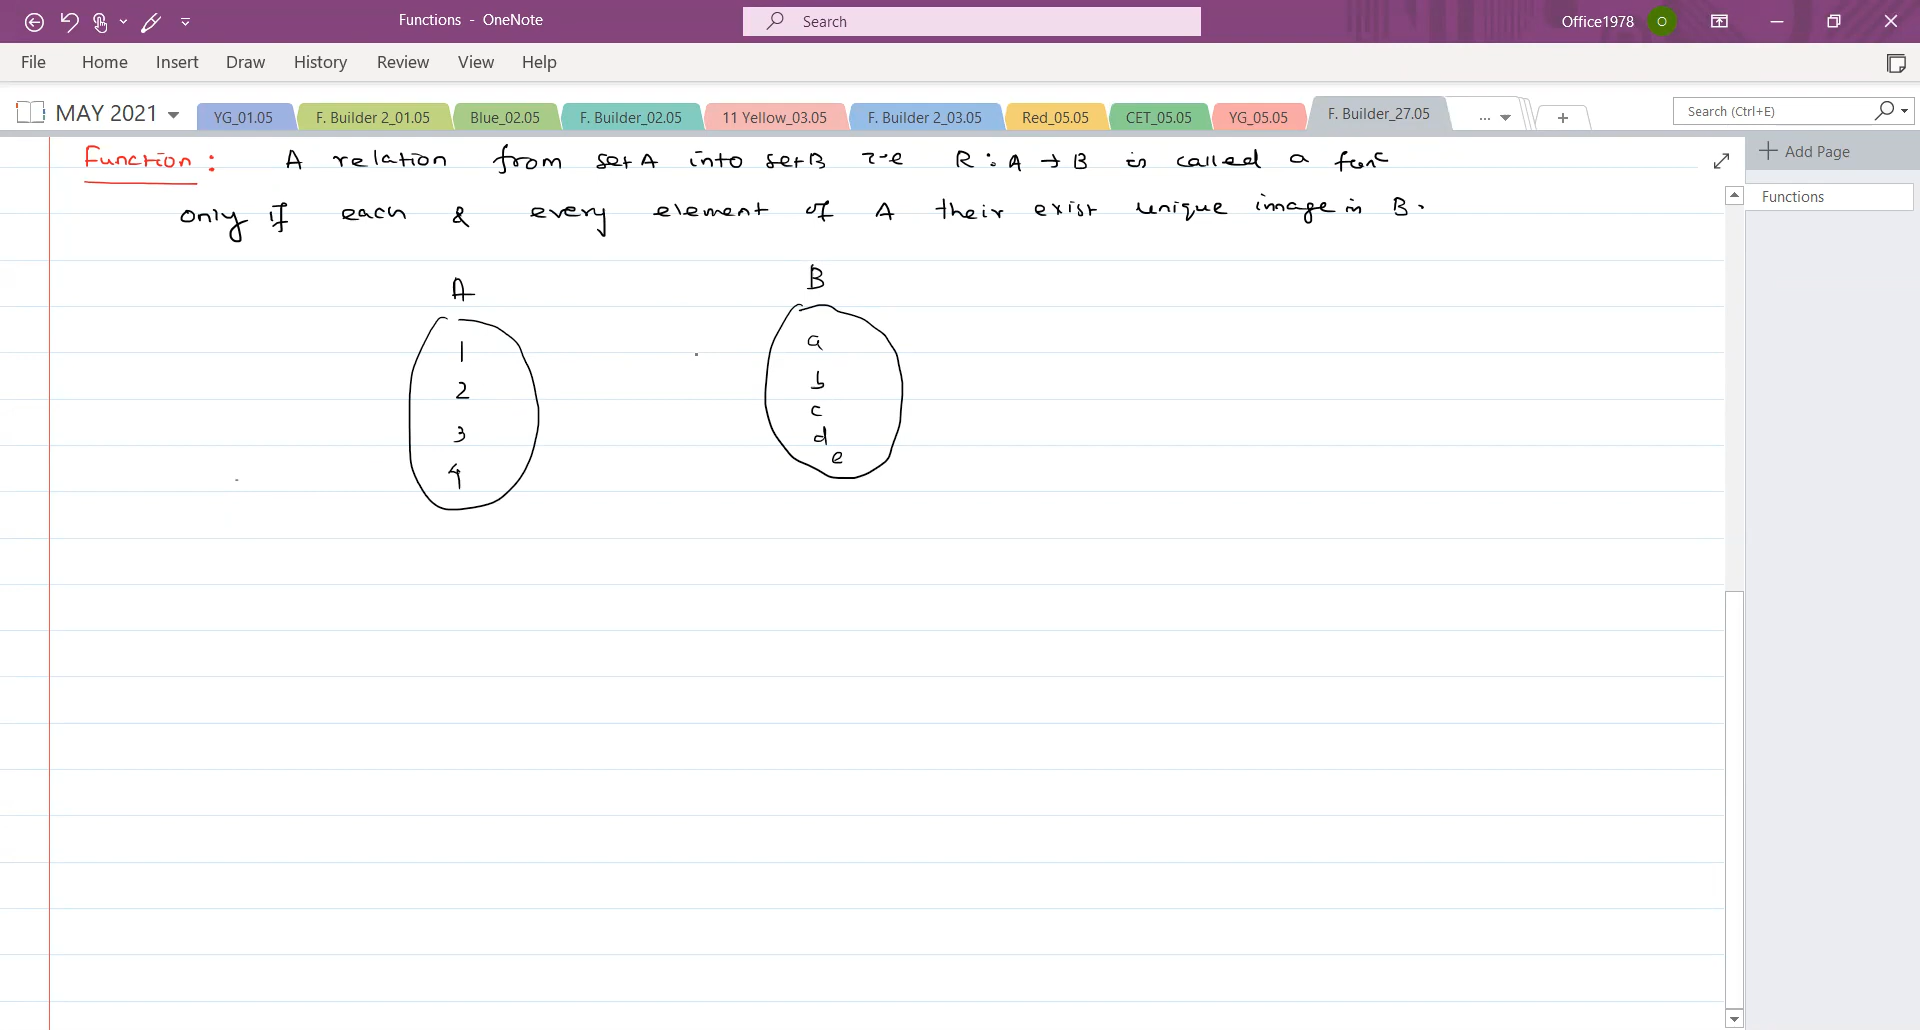 Functions - OneNote
Search
Office1978
O
File Home Insert Draw History Review View Help
MAY 2021
YG_01.05
F. Builder 2_01.05
Blue_02.05
F. Builder_02.05
11 Yellow_03.05
F. Builder 2_03.05
Red_05.05
CET_05.05
YG_05.05
F. Builder_27.05
...
+
Search (Ctrl+E)
Add Page
Functions
Function : A relation from set A into set B i-e R : A → B is called a func
only if each & every element of A their exist unique image in B.
A
1
2
3
4
B
a
b
c
d
e